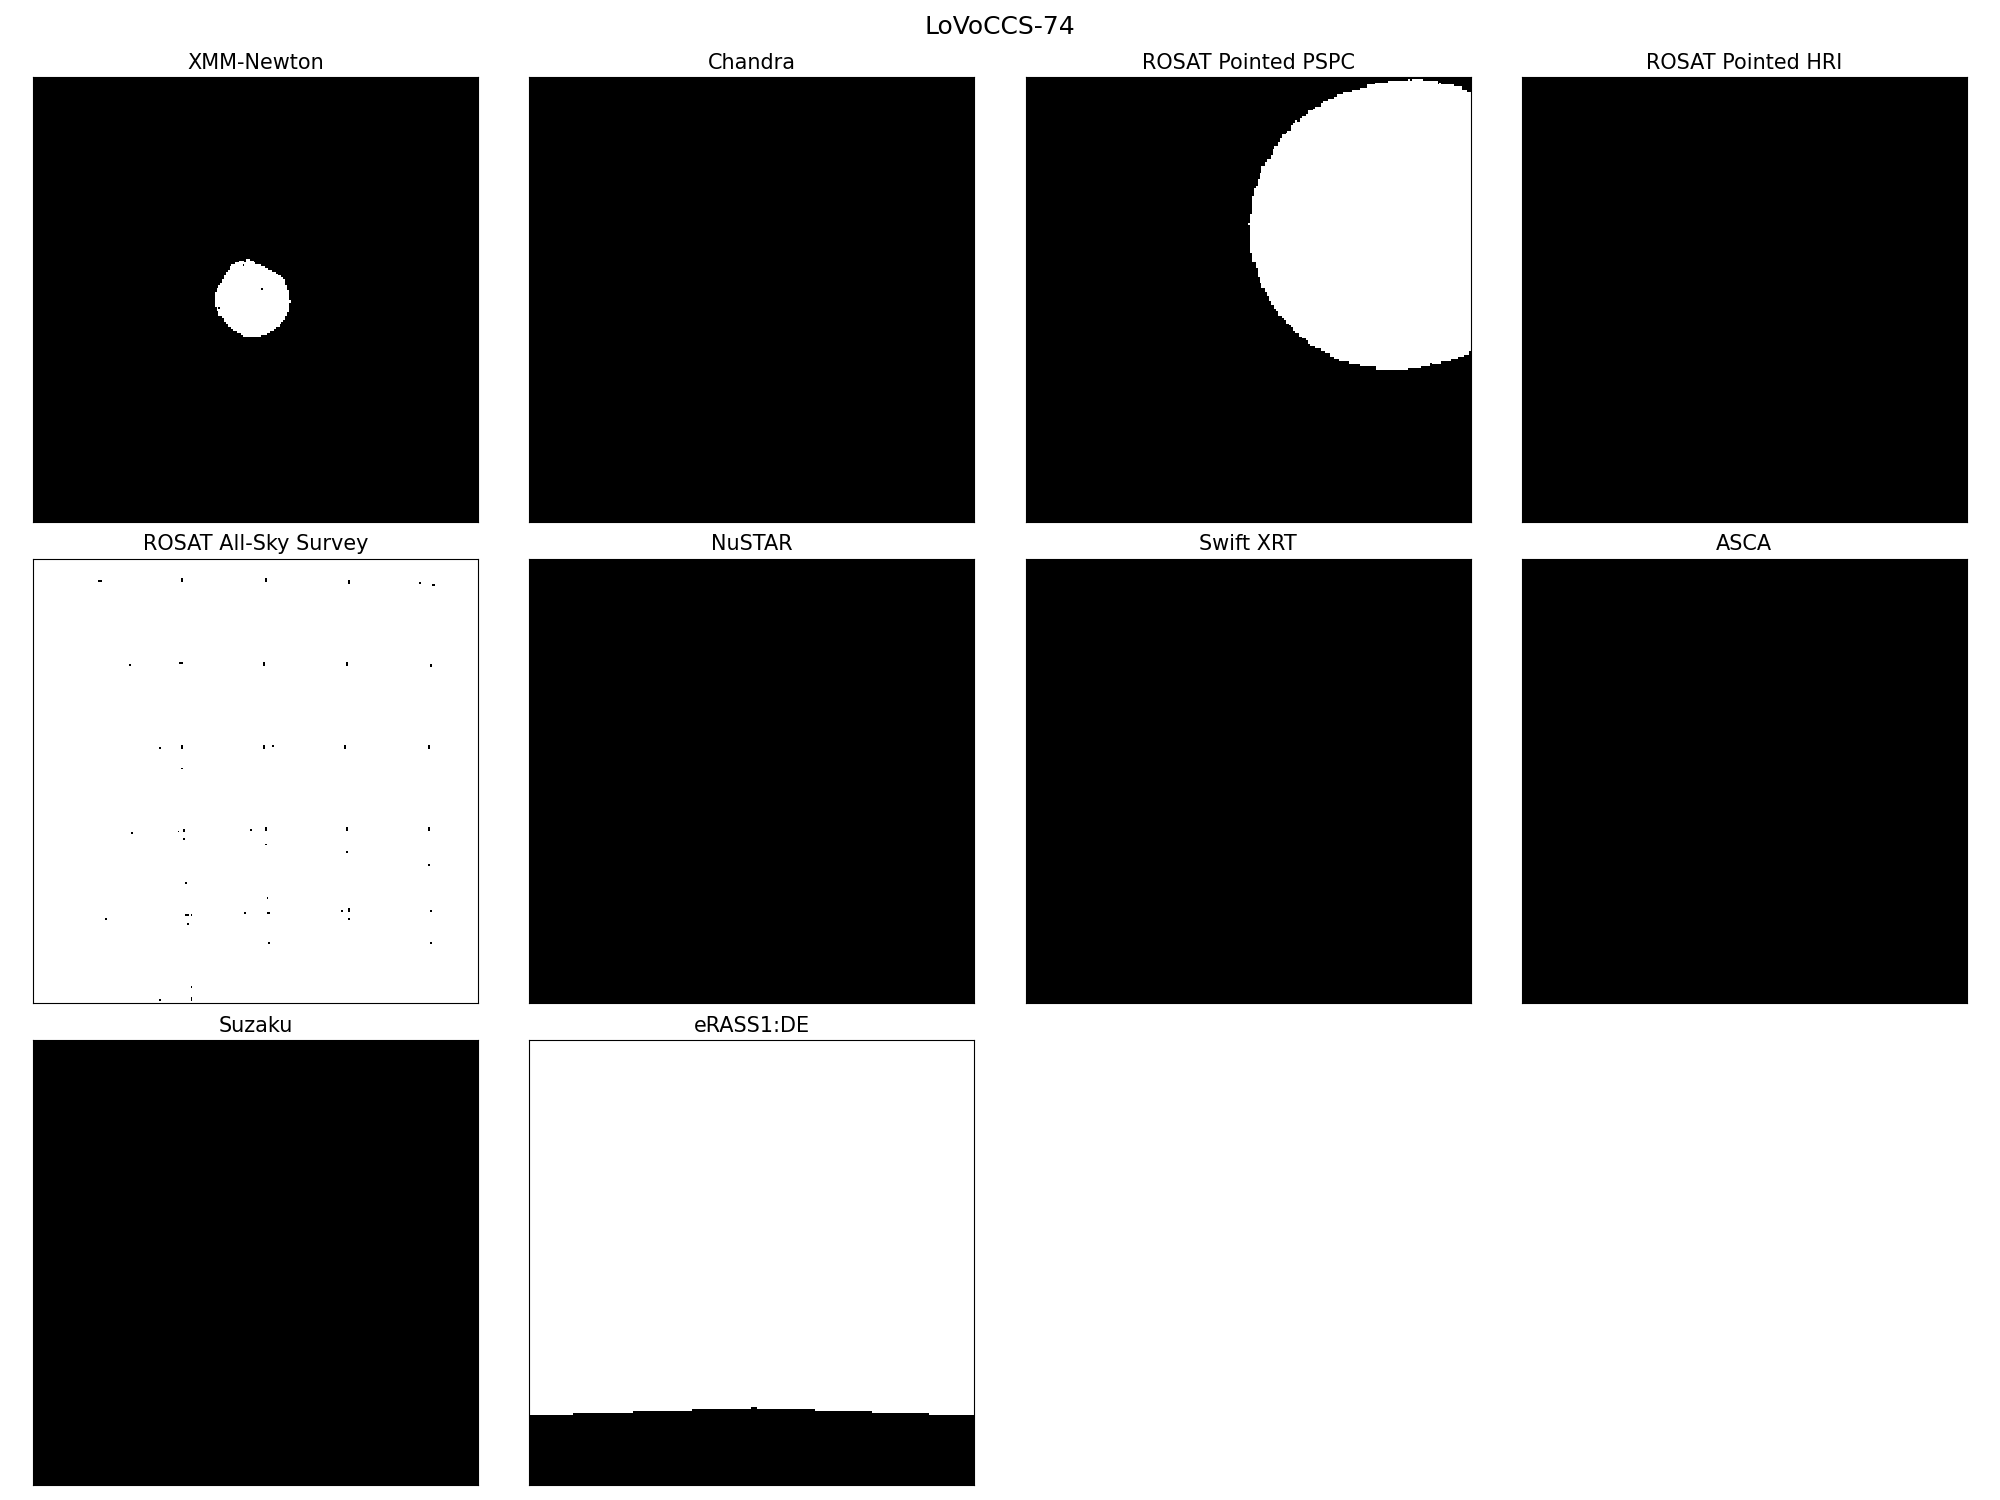 LoVoCCS-74
XMM-Newton
Chandra
ROSAT Pointed PSPC
ROSAT Pointed HRI
ROSAT All-Sky Survey
NuSTAR
Swift XRT
ASCA
Suzaku
eRASS1:DE